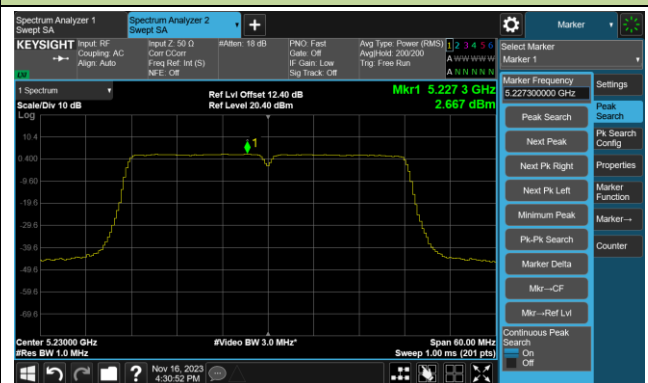 Spectrum Analyzer 1
Swept SA
Spectrum Analyzer 2
Swept SA
+
Marker
KEYSIGHT
Input: RF
Coupling: AC
Align: Auto
Input Z: 50 Ω
Corr CCorr
Freq Ref: Int (S)
NFE: Off
#Atten: 18 dB
PNO: Fast
Gate: Off
IF Gain: Low
Sig Track: Off
Avg Type: Power (RMS)
Avg|Hold: 200/200
Trig: Free Run
1 2 3 4 5 6
A W W W W W
A N N N N N
Select Marker
Marker 1
1 Spectrum
Scale/Div 10 dB
Log
Ref Lvl Offset 12.40 dB
Ref Level 20.40 dBm
Mkr1 5.227 3 GHz
2.667 dBm
1
10.4
0.400
-9.60
-19.6
-29.6
-39.6
-49.6
-59.6
-69.6
Center 5.23000 GHz
#Res BW 1.0 MHz
#Video BW 3.0 MHz*
Span 60.00 MHz
Sweep 1.00 ms (201 pts)
Marker Frequency
5.227300000 GHz
Peak Search
Next Peak
Next Pk Right
Next Pk Left
Minimum Peak
Pk-Pk Search
Marker Delta
Mkr→CF
Mkr→Ref Lvl
Continuous Peak
Search
On
Off
Settings
Peak
Search
Pk Search
Config
Properties
Marker
Function
Marker→
Counter
?
Nov 16, 2023
4:30:52 PM